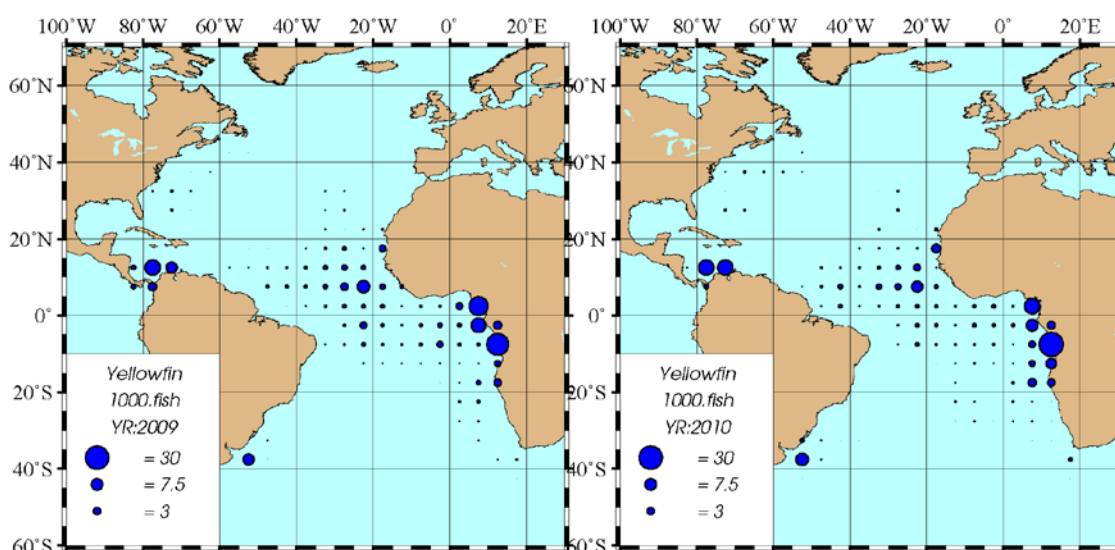 100˚W 80˚W 60˚W 40˚W 20˚W 0˚ 20˚E
60˚N
40˚N
20˚N
0˚
20˚S
40˚S
60˚S
Yellowfin
1000.fish
YR:2009
= 30
= 7.5
= 3
100˚W 80˚W 60˚W 40˚W 20˚W 0˚ 20˚E
60˚N
40˚N
20˚N
0˚
20˚S
40˚S
60˚S
Yellowfin
1000.fish
YR:2010
= 30
= 7.5
= 3